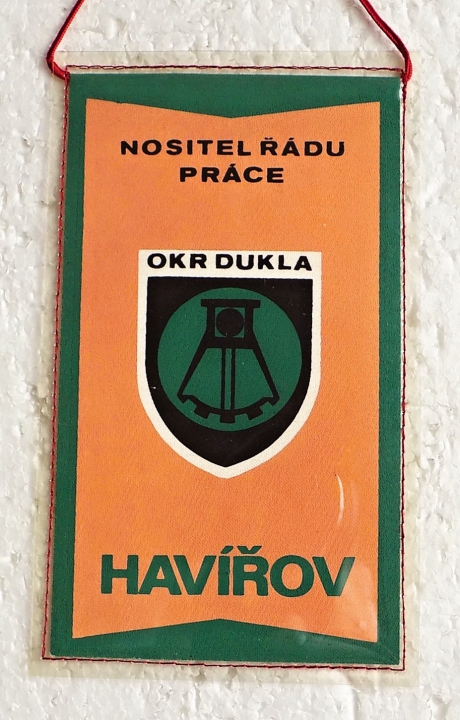 NOSITEL ŘÁDU
PRÁCE
OKR DUKLA
HAVÍŘOV